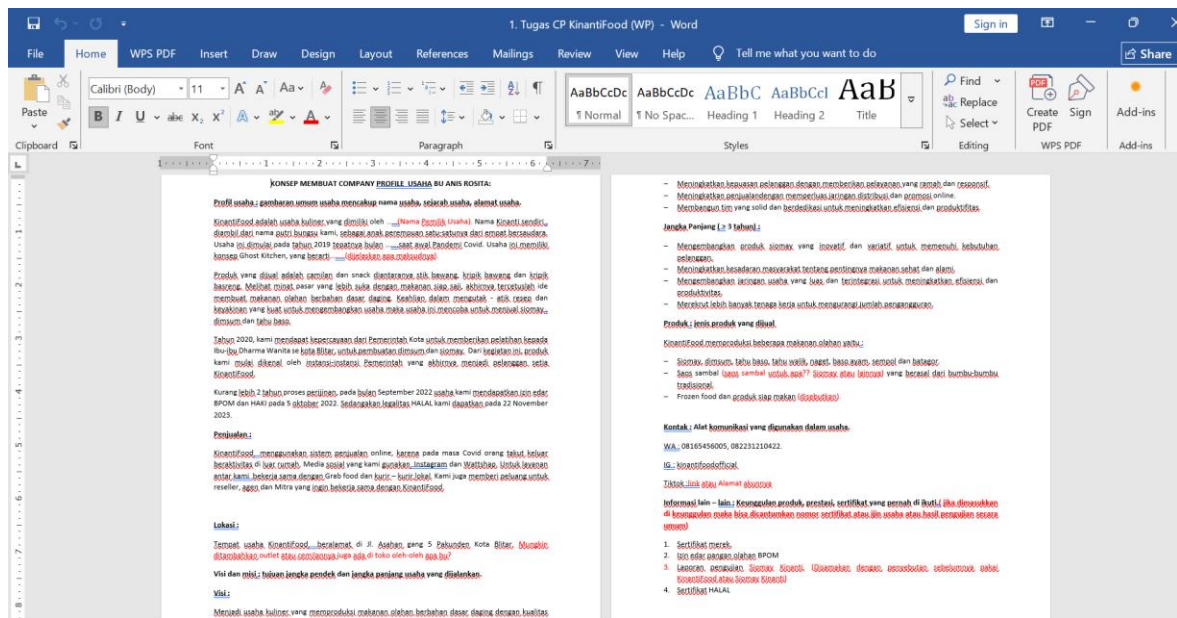 1. Tugas CP KinantiFood (WP) - Word
Sign in
File Home WPS PDF Insert Draw Design Layout References Mailings Review View Help Tell me what you want to do Share
Paste
Calibri (Body) 11
B I U abc
AaBbCcDc AaBbCcDc AaBbC AaBbCcI AaB
¶ Normal ¶ No Spac... Heading 1 Heading 2 Title
Find
Replace
Select
Create PDF
Sign
Add-ins
Clipboard Font Paragraph Styles Editing WPS PDF Add-ins
KONSEP MEMBUAT COMPANY PROFILE USAHA BU ANIS ROSITA:
Profil usaha : gambaran umum usaha mencakup nama usaha, sejarah usaha, alamat usaha.
KinantiFood adalah usaha kuliner yang dimiliki oleh ....(Nama Pemilik Usaha). Nama Kinanti sendiri,
diambil dari nama putri bungsu kami, sebagai anak perempuan satu-satunya dari empat bersaudara.
Usaha ini dimulai pada tahun 2019 tepatnya bulan .....saat awal Pandemi Covid. Usaha ini memiliki
konsep Ghost Kitchen, yang berarti.....(dijelaskan apa maksudnya)
Produk yang dijual adalah camilan dan snack diantaranya stik bawang, kripik bawang dan kripik
basreng. Melihat minat pasar yang lebih suka dengan makanan siap saji, akhirnya tercetuslah ide
membuat makanan olahan berbahan dasar daging. Keahlian dalam mengutak - atik resep dan
keyakinan yang kuat untuk mengembangkan usaha maka usaha ini mencoba untuk menjual siomay,,
dimsum dan tahu baso.
Tahun 2020, kami mendapat kepercayaan dari Pemerintah Kota untuk memberikan pelatihan kepada
Ibu-ibu Dharma Wanita se kota Blitar, untuk pembuatan dimsum dan siomay. Dari kegiatan ini, produk
kami mulai dikenal oleh instansi-instansi Pemerintah yang akhirnya menjadi pelanggan setia
KinantiFood.
Kurang lebih 2 tahun proses perijinan, pada bulan September 2022 usaha kami mendapatkan izin edar
BPOM dan HAKI pada 5 oktober 2022. Sedangakan legalitas HALAL kami dapatkan pada 22 November
2023.
Penjualan :
KinantiFood, menggunakan sistem penjualan online, karena pada masa Covid orang takut keluar
beraktivitas di luar rumah. Media sosial yang kami gunakan, Instagram dan Wattshap. Untuk layanan
antar kami bekerja sama dengan Grab food dan kurir – kurir lokal. Kami juga memberi peluang untuk
reseller, agen dan Mitra yang ingin bekerja sama dengan KinantiFood.
Lokasi :
Tempat usaha KinantiFood, beralamat di Jl. Asahan gang 5 Pakunden Kota Blitar. Mungkin
ditambahkan outlet atau cem/lannya juga ada di toko oleh-oleh apa bu?
Visi dan misi : tujuan jangka pendek dan jangka panjang usaha yang dijalankan.
Visi :
Menjadi usaha kuliner yang memproduksi makanan olahan berbahan dasar daging dengan kualitas
– Meningkatkan kepuasan pelanggan dengan memberikan pelayanan yang ramah dan responsif.
– Meningkatkan penjualandengan memperluas jaringan distribusi dan promosi online.
– Membangun tim yang solid dan berdedikasi untuk meningkatkan efisiensi dan produktifitas.
Jangka Panjang ( ≥ 3 tahun) :
– Mengembangkan produk siomay yang inovatif dan variatif untuk memenuhi kebutuhan
pelanggan.
– Meningkatkan kesadaran masyarakat tentang pentingnya makanan sehat dan alami.
– Mengembangkan jaringan usaha yang luas dan terintegrasi untuk meningkatkan efisiensi dan
produktivitas.
– Merekrut lebih banyak tenaga kerja untuk mengurangi jumlah pengangguran.
Produk : jenis produk yang dijual
KinantiFood memproduksi beberapa makanan olahan yaitu :
– Siomay, dimsum, tahu baso, tahu walik, naget, baso ayam, sempol dan batagor.
– Saos sambal (saos sambal untuk apa?? Siomay atau lainnya) yang berasal dari bumbu-bumbu
tradisional.
– Frozen food dan produk siap makan (disebutkan)
Kontak : Alat komunikasi yang digunakan dalam usaha.
WA : 08165456005, 082231210422.
IG : kinantifoodofficial
Tiktok :link atau Alamat akunnya
Informasi lain – lain : Keunggulan produk, prestasi, sertifikat yang pernah di ikuti.( jika dimasukkan
di keunggulan maka bisa dicantumkan nomor sertifikat atau ijin usaha atau hasil pengujian secara
umum)
1. Sertifikat merek.
2. Izin edar pangan olahan BPOM
3. Laporan pengujian Siomay Kinanti. (Disamakan dengan penyebutan sebelumnya pakai
KinantiFood atau Siomay Kinanti)
4. Sertifikat HALAL